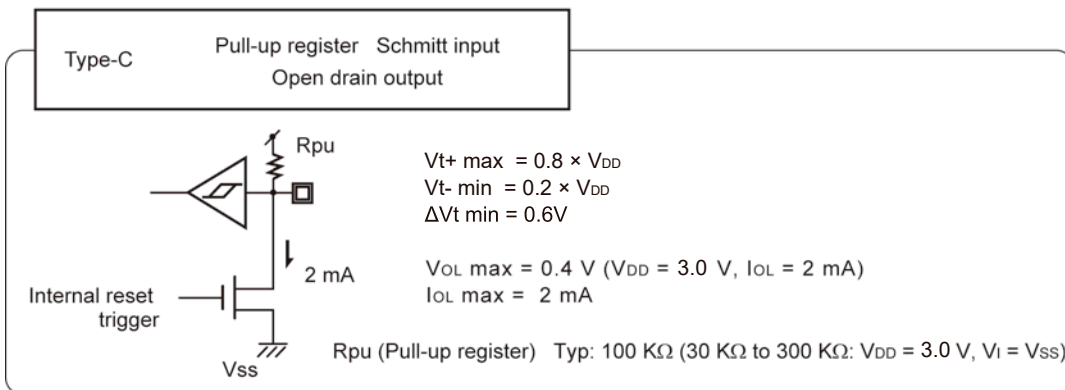 Type-C
Pull-up register Schmitt input
Open drain output
Rpu
Vt+ max = 0.8 × VDD
Vt- min = 0.2 × VDD
ΔVt min = 0.6V
2 mA
VOL max = 0.4 V (VDD = 3.0 V, IOL = 2 mA)
IOL max = 2 mA
Internal reset
trigger
Vss
Rpu (Pull-up register) Typ: 100 KΩ (30 KΩ to 300 KΩ: VDD = 3.0 V, VI = VSS)